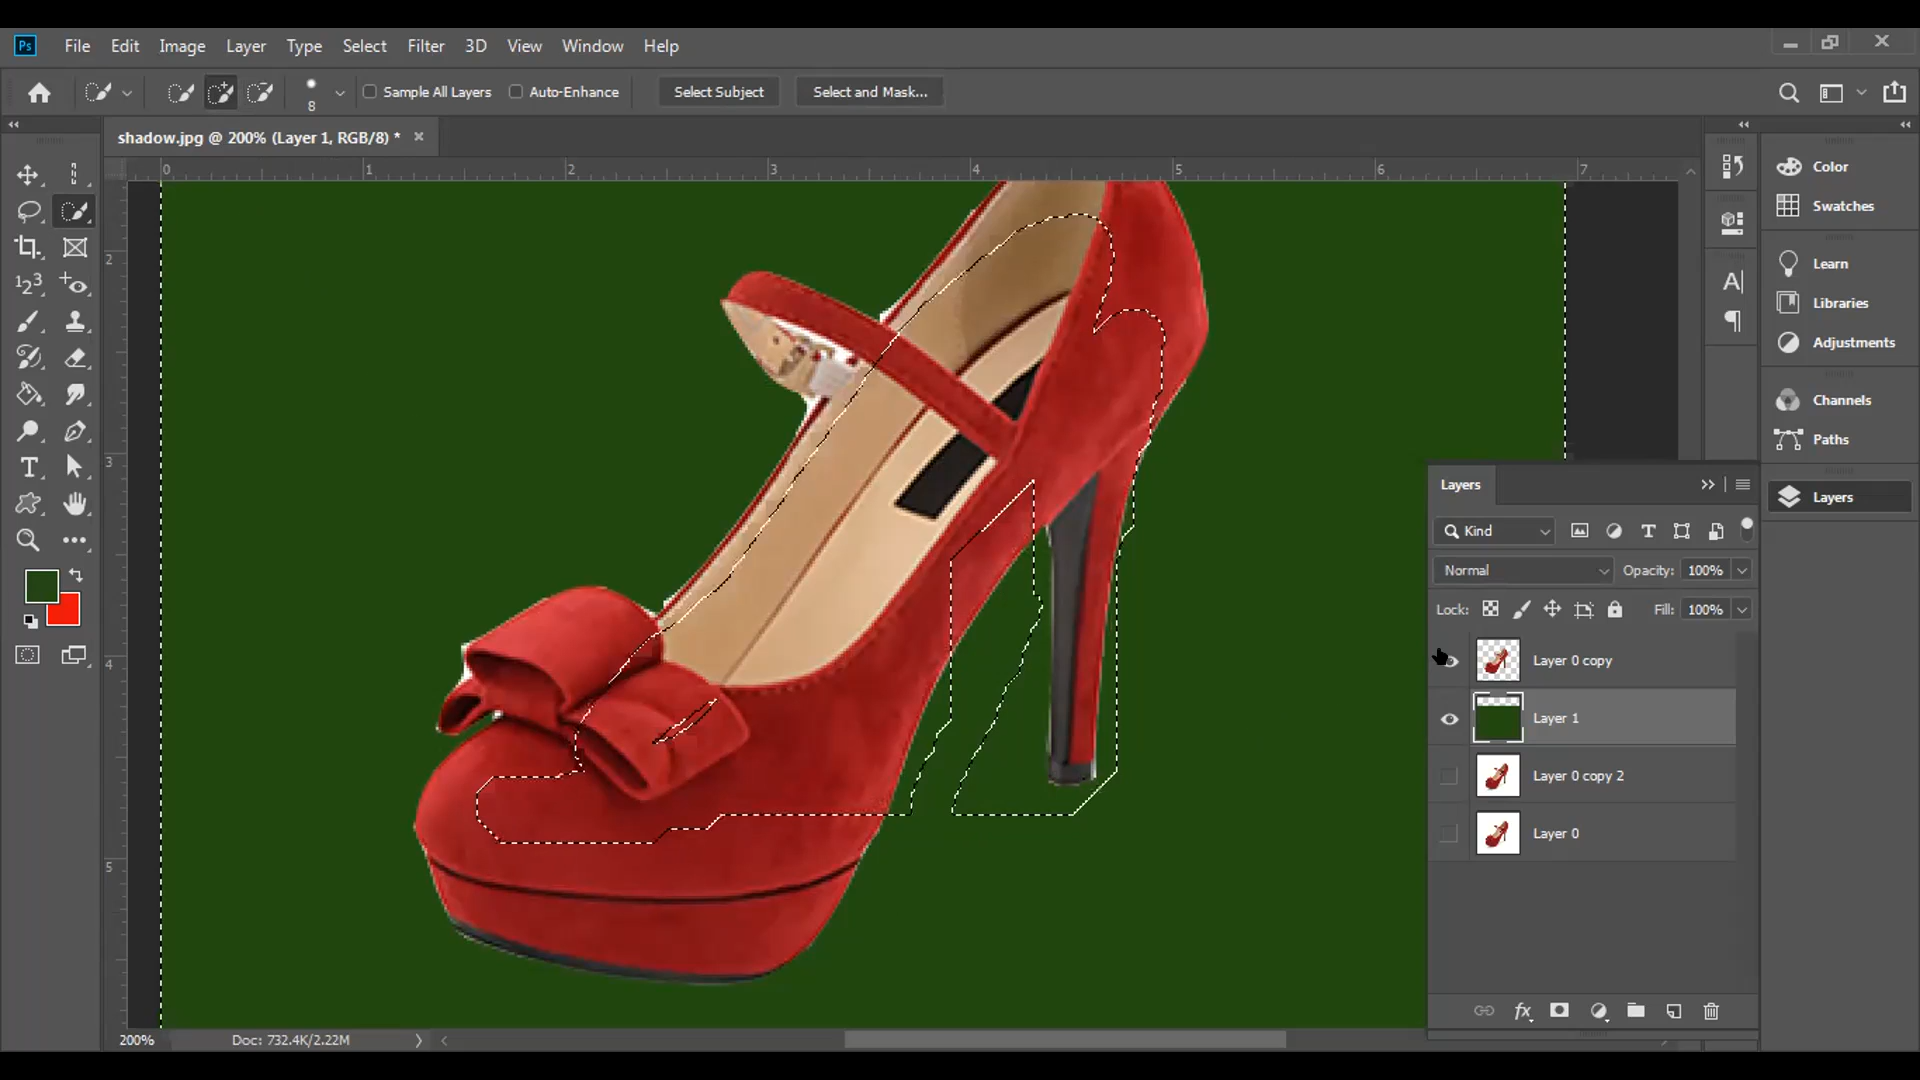 Ps File Edit Image Layer Type Select Filter 3D View Window Help
8 Sample All Layers Auto-Enhance Select Subject Select and Mask...
shadow.jpg @ 200% (Layer 1, RGB/8) * ×
0 1 2 3 4 5 6 7
2
3
4
5
Color
Swatches
Learn
Libraries
Adjustments
Channels
Paths
Layers
Layers
Kind
Normal Opacity: 100%
Lock: Fill: 100%
Layer 0 copy
Layer 1
Layer 0 copy 2
Layer 0
fx
200% Doc: 732.4K/2.22M